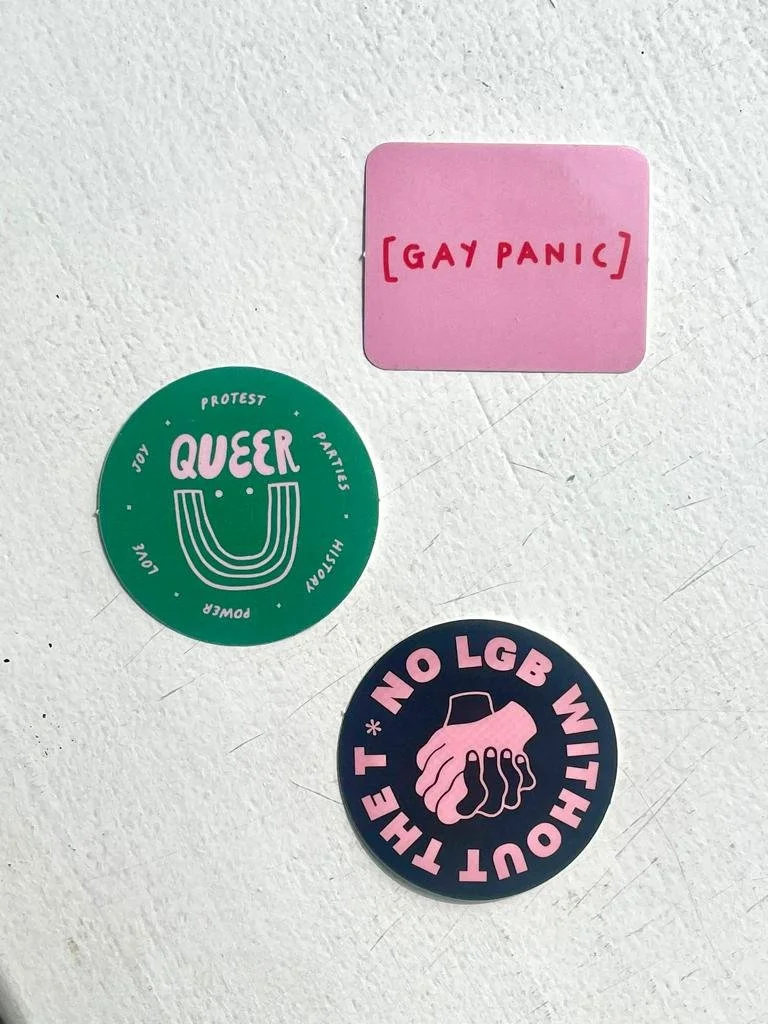 [GAY PANIC]
QUEER
PROTEST
PARTIES
HISTORY
POWER
LOVE
JOY
NO LGB WITHOUT THE T*